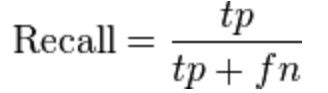 Recall = tp / (tp + fn)